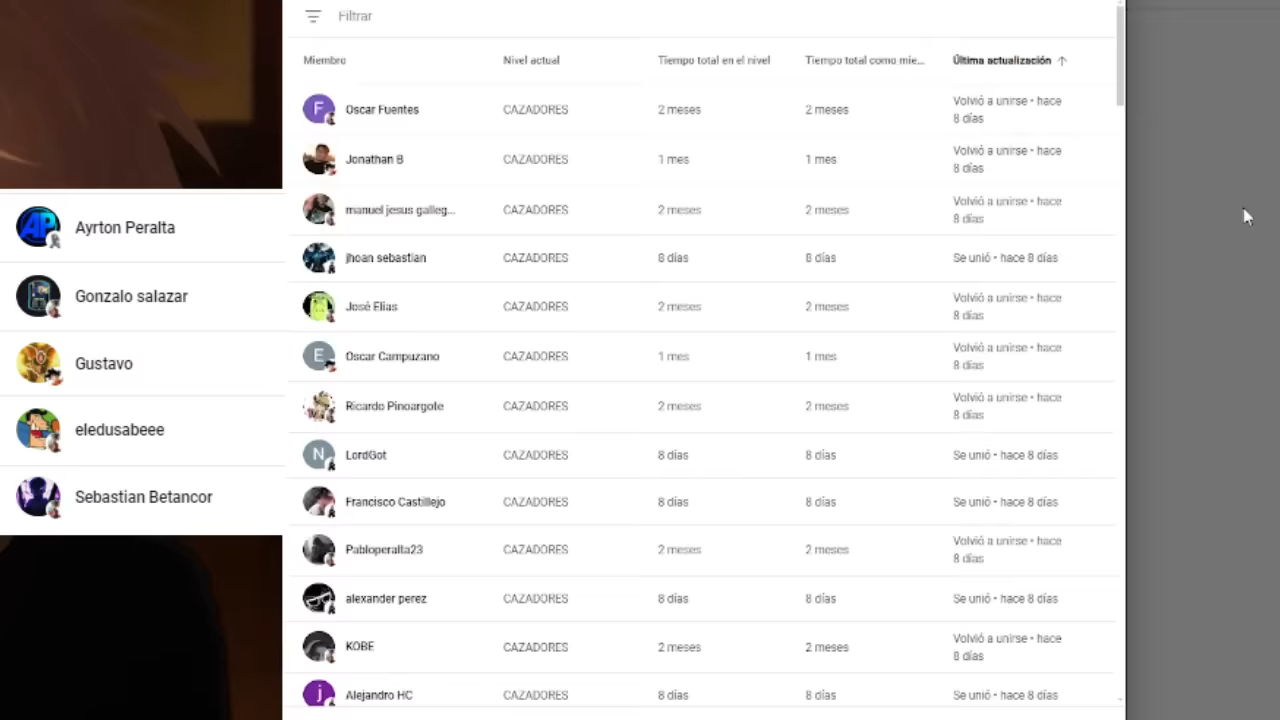 Filtrar
Miembro Nivel actual Tiempo total en el nivel Tiempo total como mie... Última actualización
F Oscar Fuentes CAZADORES 2 meses 2 meses Volvió a unirse • hace
8 días
Jonathan B CAZADORES 1 mes 1 mes Volvió a unirse • hace
8 días
manuel jesus galleg... CAZADORES 2 meses 2 meses Volvió a unirse • hace
8 días
jhoan sebastian CAZADORES 8 días 8 días Se unió • hace 8 días
José Elias CAZADORES 2 meses 2 meses Volvió a unirse • hace
8 días
E Oscar Campuzano CAZADORES 1 mes 1 mes Volvió a unirse • hace
8 días
Ricardo Pinoargote CAZADORES 2 meses 2 meses Volvió a unirse • hace
8 días
N LordGot CAZADORES 8 días 8 días Se unió • hace 8 días
Francisco Castillejo CAZADORES 8 días 8 días Se unió • hace 8 días
Pabloperalta23 CAZADORES 2 meses 2 meses Volvió a unirse • hace
8 días
alexander perez CAZADORES 8 días 8 días Se unió • hace 8 días
KOBE CAZADORES 2 meses 2 meses Volvió a unirse • hace
8 días
j Alejandro HC CAZADORES 8 días 8 días Se unió • hace 8 días
AP Ayrton Peralta
Gonzalo salazar
Gustavo
eledusabeee
Sebastian Betancor